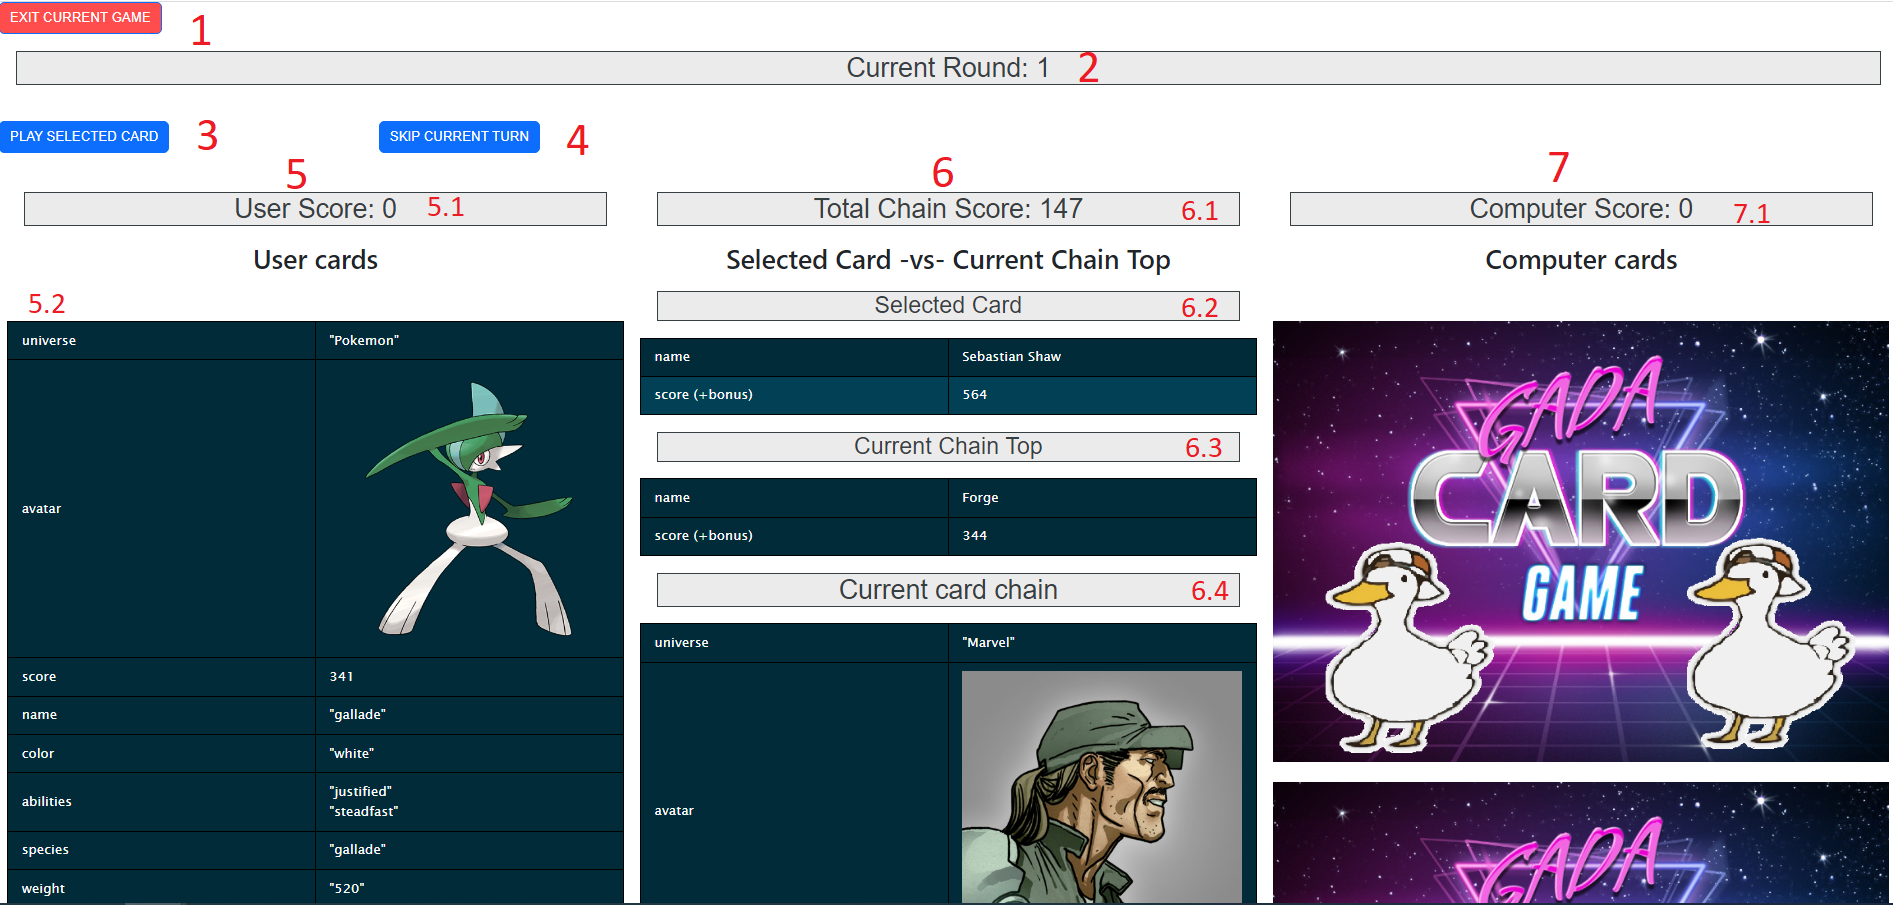 EXIT CURRENT GAME
1
Current Round: 1 2
PLAY SELECTED CARD 3
SKIP CURRENT TURN 4
5
User Score: 0 5.1
User cards
5.2
universe "Pokemon"
avatar
score 341
name "gallade"
color "white"
abilities "justified"
"steadfast"
species "gallade"
weight "520"
6
Total Chain Score: 147 6.1
Selected Card -vs- Current Chain Top
Selected Card 6.2
name Sebastian Shaw
score (+bonus) 564
Current Chain Top 6.3
name Forge
score (+bonus) 344
Current card chain 6.4
universe "Marvel"
avatar
7
Computer Score: 0 7.1
Computer cards
GADA
CARD
GAME
GADA